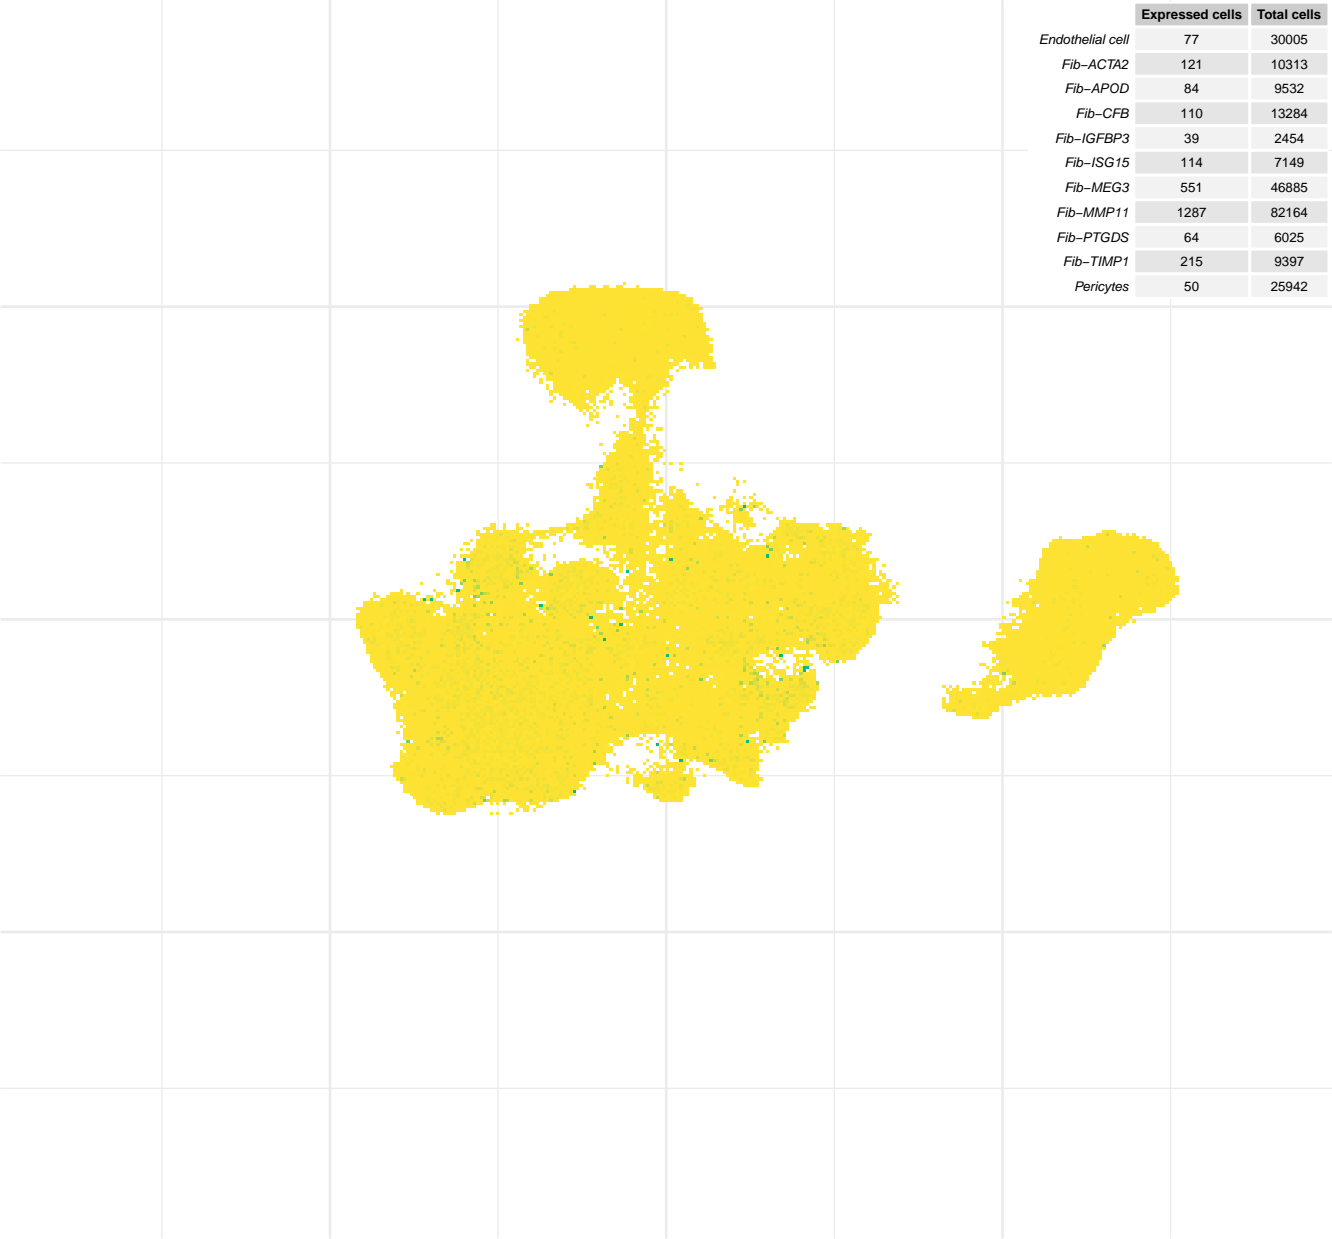 Expressed cells Total cells
Endothelial cell 77 30005
Fib−ACTA2 121 10313
Fib−APOD 84 9532
Fib−CFB 110 13284
Fib−IGFBP3 39 2454
Fib−ISG15 114 7149
Fib−MEG3 551 46885
Fib−MMP11 1287 82164
Fib−PTGDS 64 6025
Fib−TIMP1 215 9397
Pericytes 50 25942